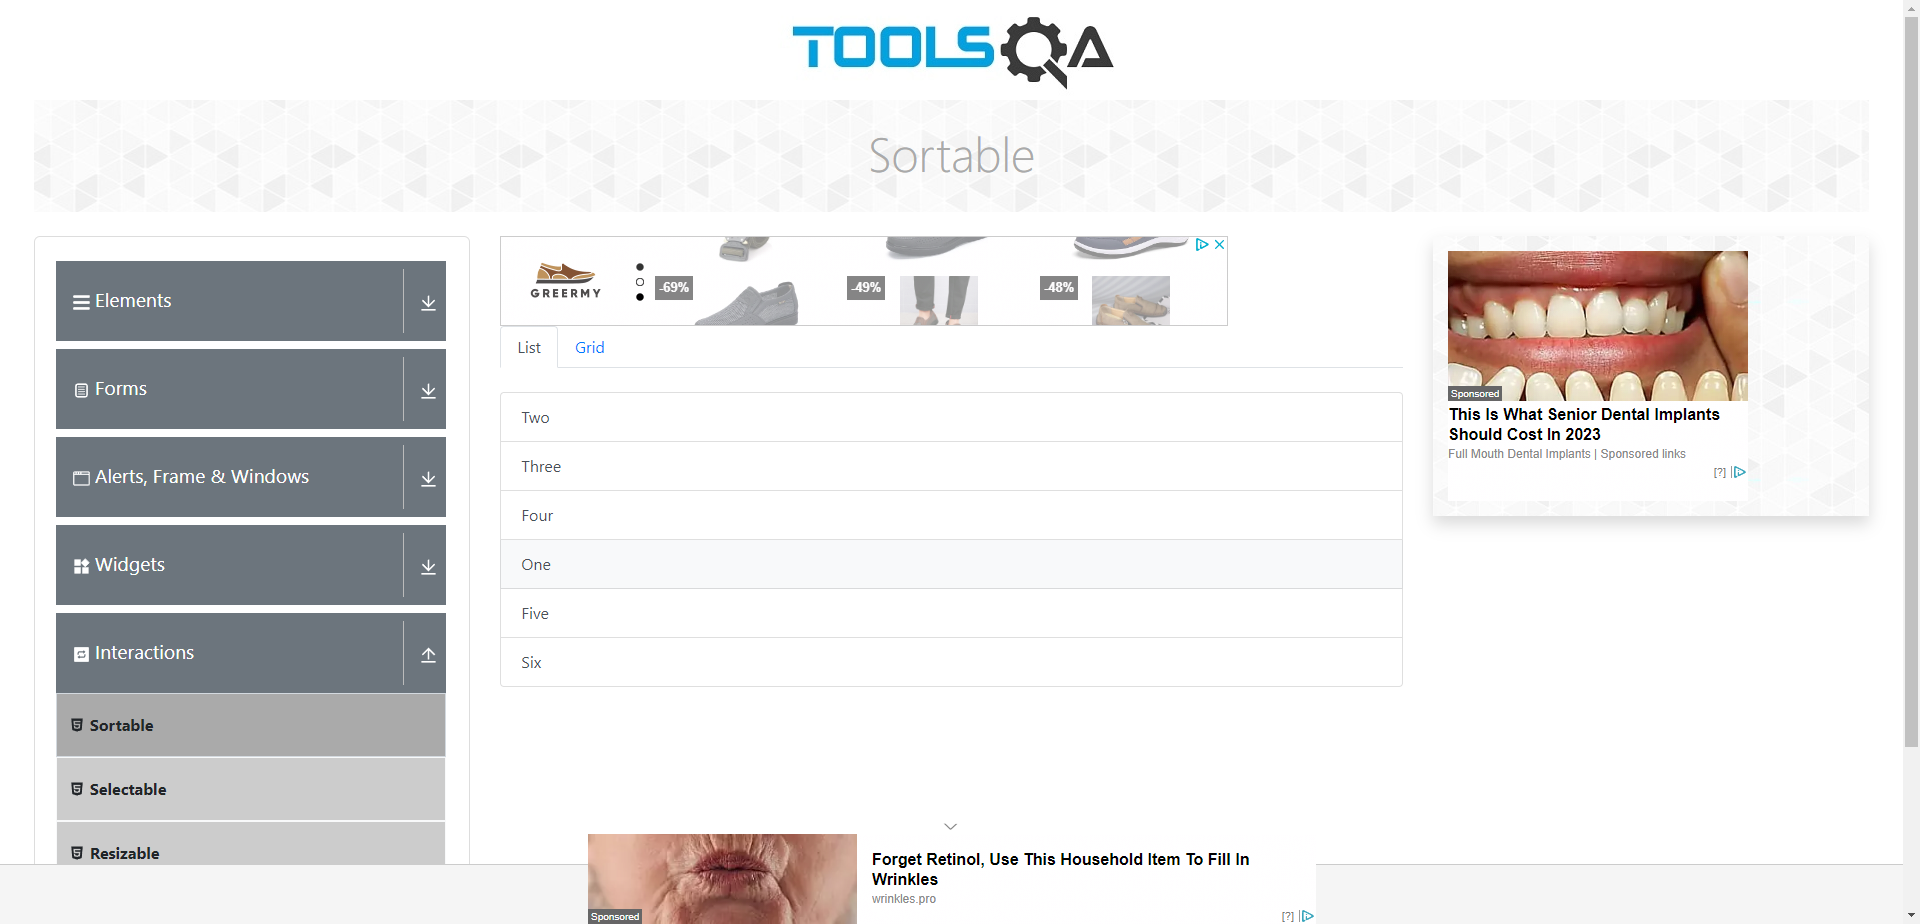 TOOLSQA
Sortable
Elements
Forms
Alerts, Frame & Windows
Widgets
Interactions
Sortable
Selectable
Resizable
GREERMY
-69%
-49%
-48%
List
Grid
Two
Three
Four
One
Five
Six
Sponsored
This Is What Senior Dental Implants
Should Cost In 2023
Full Mouth Dental Implants | Sponsored links
[?]
Sponsored
Forget Retinol, Use This Household Item To Fill In
Wrinkles
wrinkles.pro
[?]